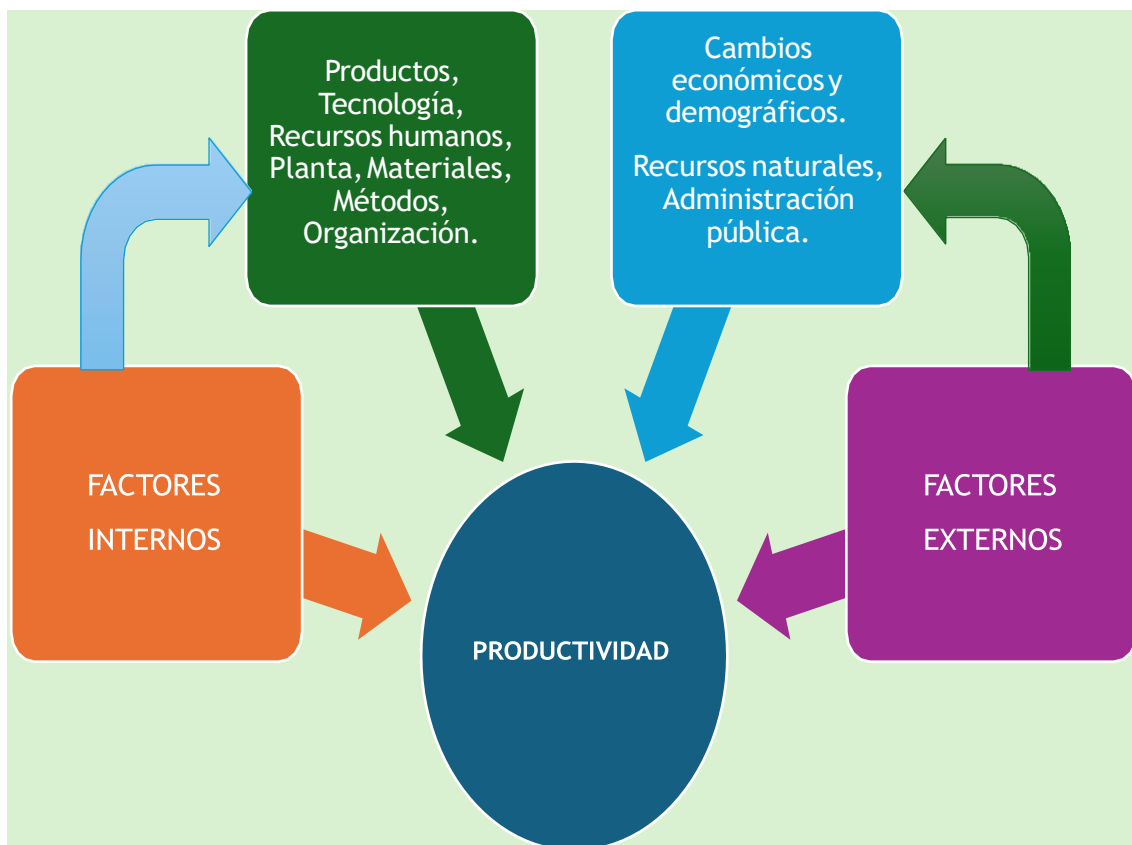 Productos,
Tecnología,
Recursos humanos,
Planta, Materiales,
Métodos,
Organización.
Cambios
económicos y
demográficos.
Recursos naturales,
Administración
pública.
FACTORES
INTERNOS
FACTORES
EXTERNOS
PRODUCTIVIDAD